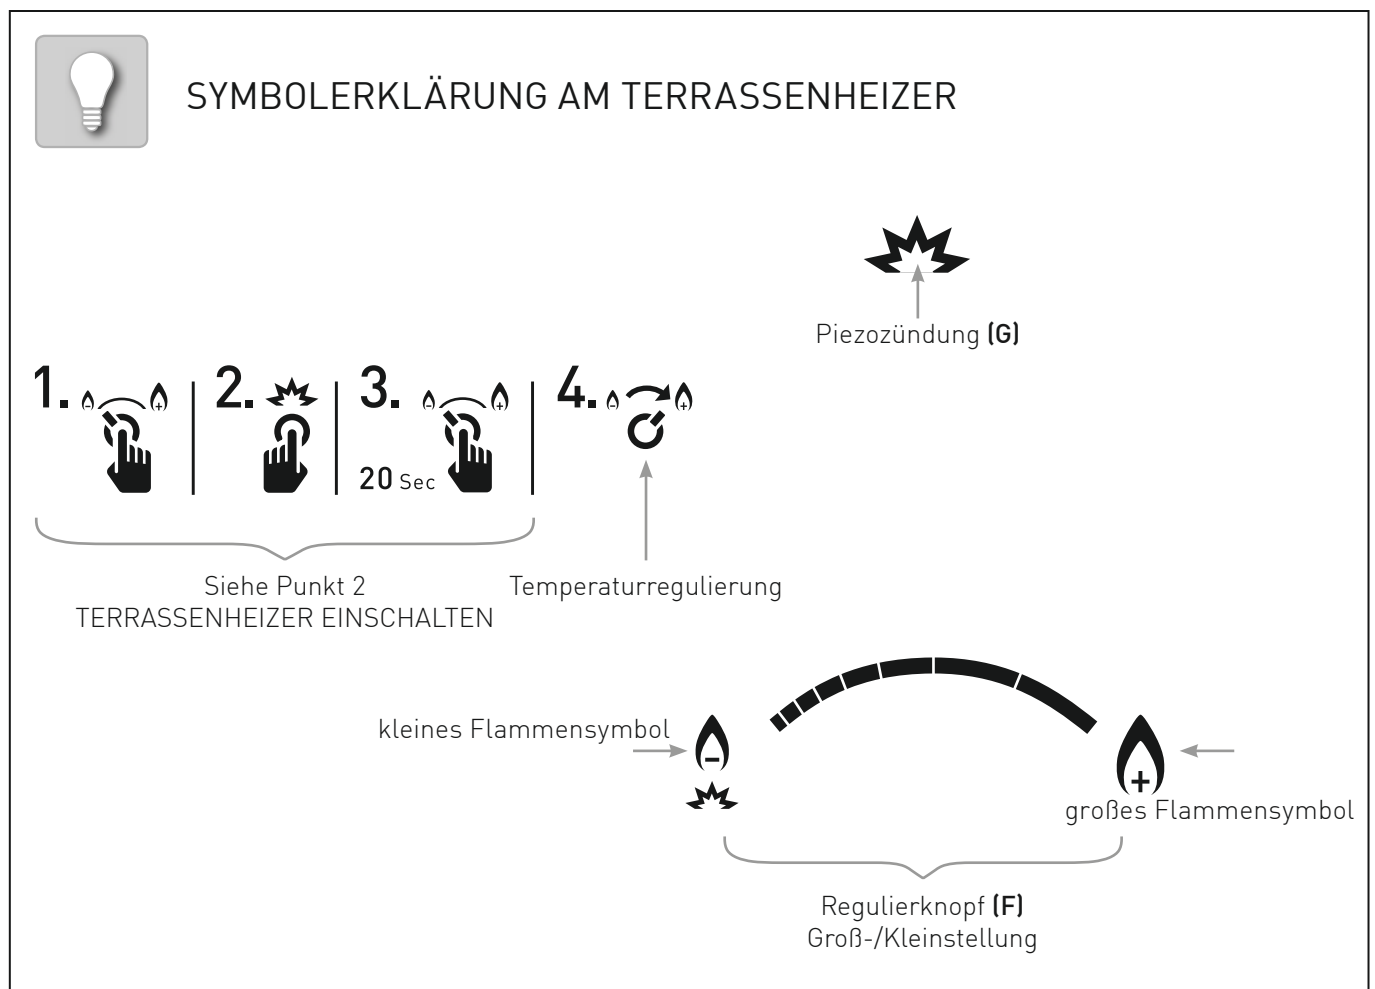 SYMBOLERKLÄRUNG AM TERRASSENHEIZER
Piezozündung (G)
1. - +
2.
3. - +
20 Sec
4. - +
Siehe Punkt 2
TERRASSENHEIZER EINSCHALTEN
Temperaturregulierung
kleines Flammensymbol
-
+
großes Flammensymbol
Regulierknopf (F)
Groß-/Kleinstellung